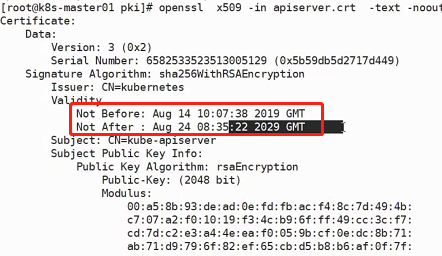 [root@k8s-master01 pki]# openssl  x509 -in apiserver.crt  -text -noout
Certificate:
Data:
Version: 3 (0x2)
Serial Number: 6582533523513005129 (0x5b59db5d2717d449)
Signature Algorithm: sha256WithRSAEncryption
Issuer: CN=kubernetes
Validity
Not Before: Aug 14 10:07:38 2019 GMT
Not After : Aug 24 08:35:22 2029 GMT
Subject: CN=kube-apiserver
Subject Public Key Info:
Public Key Algorithm: rsaEncryption
Public-Key: (2048 bit)
Modulus:
00:a5:8b:93:de:ad:0e:fd:fb:ac:f4:8c:7d:49:4b:
c7:07:a2:f0:10:19:f3:4c:b9:6f:ff:49:cc:3c:f7:
cd:7d:c2:e3:a4:4e:ea:f0:05:9b:cf:0e:dc:8b:71:
ab:71:d9:79:6f:82:ef:65:cb:d5:b8:b6:af:0f:7f: